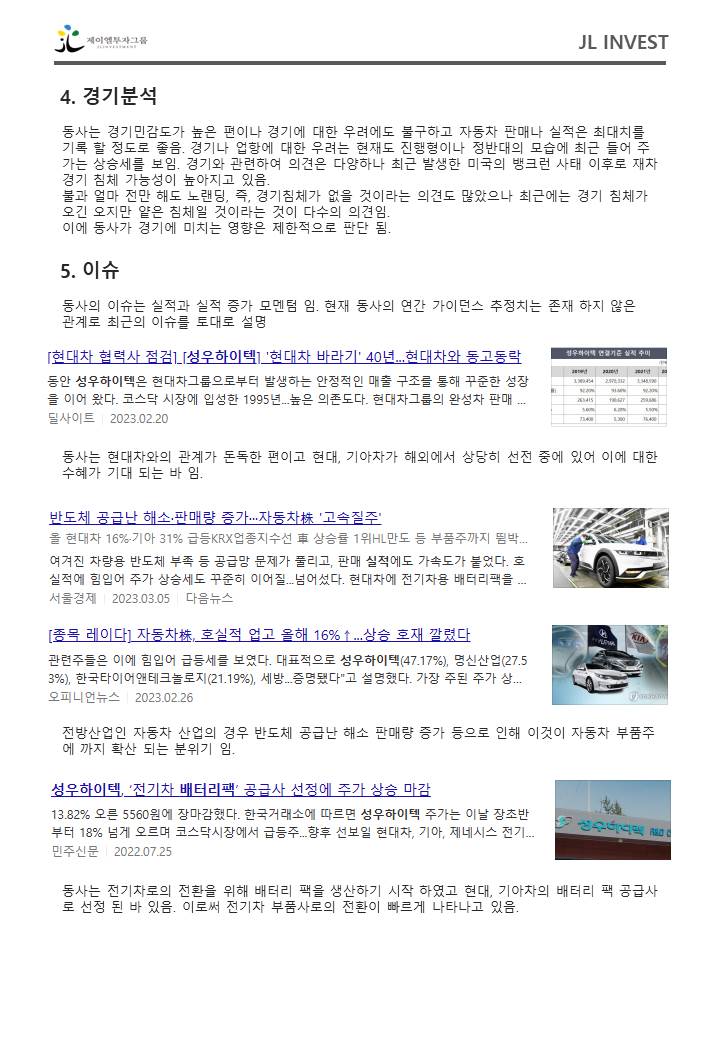 제이엘투자그룹
JL INVESTMENT
JL INVEST
4. 경기분석
동사는 경기민감도가 높은 편이나 경기에 대한 우려에도 불구하고 자동차 판매나 실적은 최대치를
기록 할 정도로 좋음. 경기나 업항에 대한 우려는 현재도 진행형이나 정반대의 모습에 최근 들어 주
가는 상승세를 보임. 경기와 관련하여 의견은 다양하나 최근 발생한 미국의 뱅크런 사태 이후로 재차
경기 침체 가능성이 높아지고 있음.
불과 얼마 전만 해도 노랜딩, 즉, 경기침체가 없을 것이라는 의견도 많았으나 최근에는 경기 침체가
오긴 오지만 얕은 침체일 것이라는 것이 다수의 의견임.
이에 동사가 경기에 미치는 영향은 제한적으로 판단 됨.
5. 이슈
동사의 이슈는 실적과 실적 증가 모멘텀 임. 현재 동사의 연간 가이던스 추정치는 존재 하지 않은
관계로 최근의 이슈를 토대로 설명
[현대차 협력사 점검] [성우하이텍] '현대차 바라기' 40년...현대차와 동고동락
동안 성우하이텍은 현대차그룹으로부터 발생하는 안정적인 매출 구조를 통해 꾸준한 성장
을 이어 왔다. 코스닥 시장에 입성한 1995년...높은 의존도다. 현대차그룹의 완성차 판매 ...
딜사이트 2023.02.20
성우하이텍 연결기준 실적 추이
2019년 2020년 2021년
동사는 현대차와의 관계가 돈독한 편이고 현대, 기아차가 해외에서 상당히 선전 중에 있어 이에 대한
수혜가 기대 되는 바 임.
반도체 공급난 해소·판매량 증가···자동차株 '고속질주'
올 현대차 16%·기아 31% 급등KRX업종지수선 車 상승률 1위HL만도 등 부품주까지 뜀박...
여겨진 차량용 반도체 부족 등 공급망 문제가 풀리고, 판매 실적에도 가속도가 붙었다. 호
실적에 힘입어 주가 상승세도 꾸준히 이어질...넘어섰다. 현대차에 전기차용 배터리팩을 ...
서울경제 2023.03.05 다음뉴스
[종목 레이다] 자동차株, 호실적 업고 올해 16%↑...상승 호재 깔렸다
관련주들은 이에 힘입어 급등세를 보였다. 대표적으로 성우하이텍(47.17%), 명신산업(27.5
3%), 한국타이어앤테크놀로지(21.19%), 세방...증명됐다"고 설명했다. 가장 주된 주가 상...
오피니언뉴스 2023.02.26
전방산업인 자동차 산업의 경우 반도체 공급난 해소 판매량 증가 등으로 인해 이것이 자동차 부품주
에 까지 확산 되는 분위기 임.
성우하이텍, '전기차 배터리팩' 공급사 선정에 주가 상승 마감
13.82% 오른 5560원에 장마감했다. 한국거래소에 따르면 성우하이텍 주가는 이날 장초반
부터 18% 넘게 오르며 코스닥시장에서 급등주...향후 선보일 현대차, 기아, 제네시스 전기...
민주신문 2022.07.25
성우하이텍
동사는 전기차로의 전환을 위해 배터리 팩을 생산하기 시작 하였고 현대, 기아차의 배터리 팩 공급사
로 선정 된 바 있음. 이로써 전기차 부품사로의 전환이 빠르게 나타나고 있음.